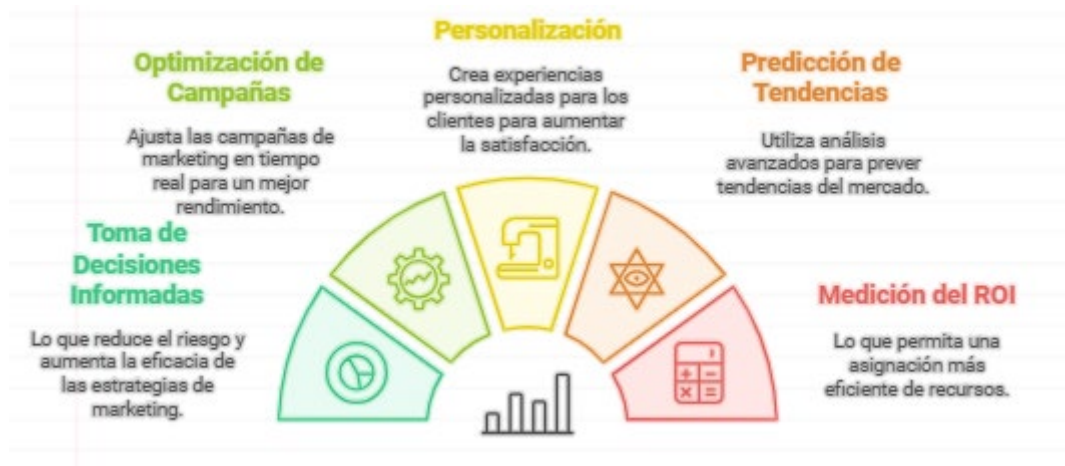 Toma de
Decisiones
Informadas
Lo que reduce el riesgo y
aumenta la eficacia de
las estrategias de
marketing.
Optimización de
Campañas
Ajusta las campañas de
marketing en tiempo
real para un mejor
rendimiento.
Personalización
Crea experiencias
personalizadas para los
clientes para aumentar
la satisfacción.
Predicción de
Tendencias
Utiliza análisis
avanzados para prever
tendencias del mercado.
Medición del ROI
Lo que permita una
asignación más
eficiente de recursos.